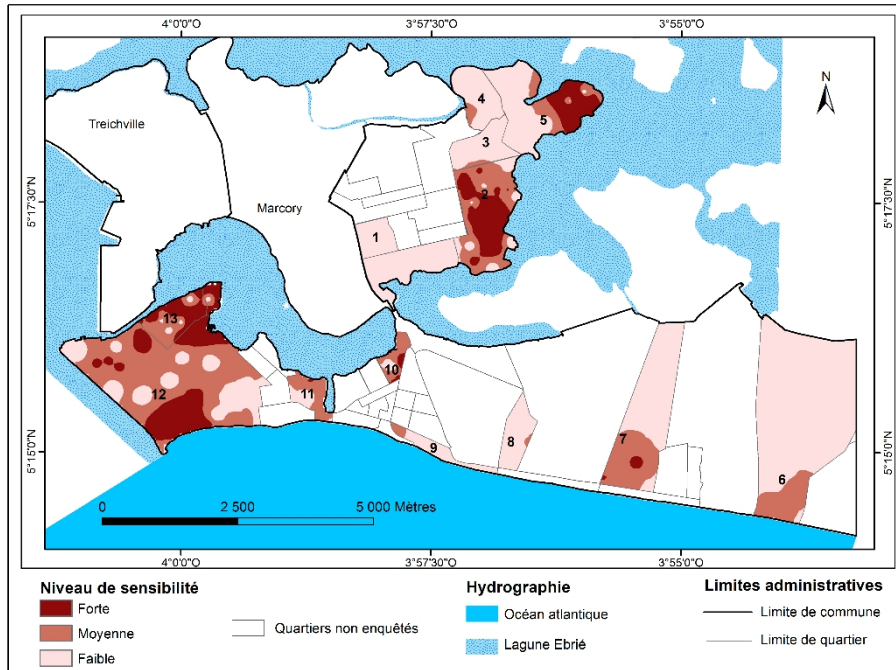 4°0'0"O 3°57'30"O 3°55'0"O
N
4
5
Treichville
3
5°17'30"N 5°17'30"N
2
Marcory
1
13
10
12
11
8
7
9
5°15'0"N 5°15'0"N
6
0 2 500 5 000 Mètres
4°0'0"O 3°57'30"O 3°55'0"O
Niveau de sensibilité
Forte
Moyenne
Faible
Quartiers non enquêtés
Hydrographie
Océan atlantique
Lagune Ebrié
Limites administratives
Limite de commune
Limite de quartier